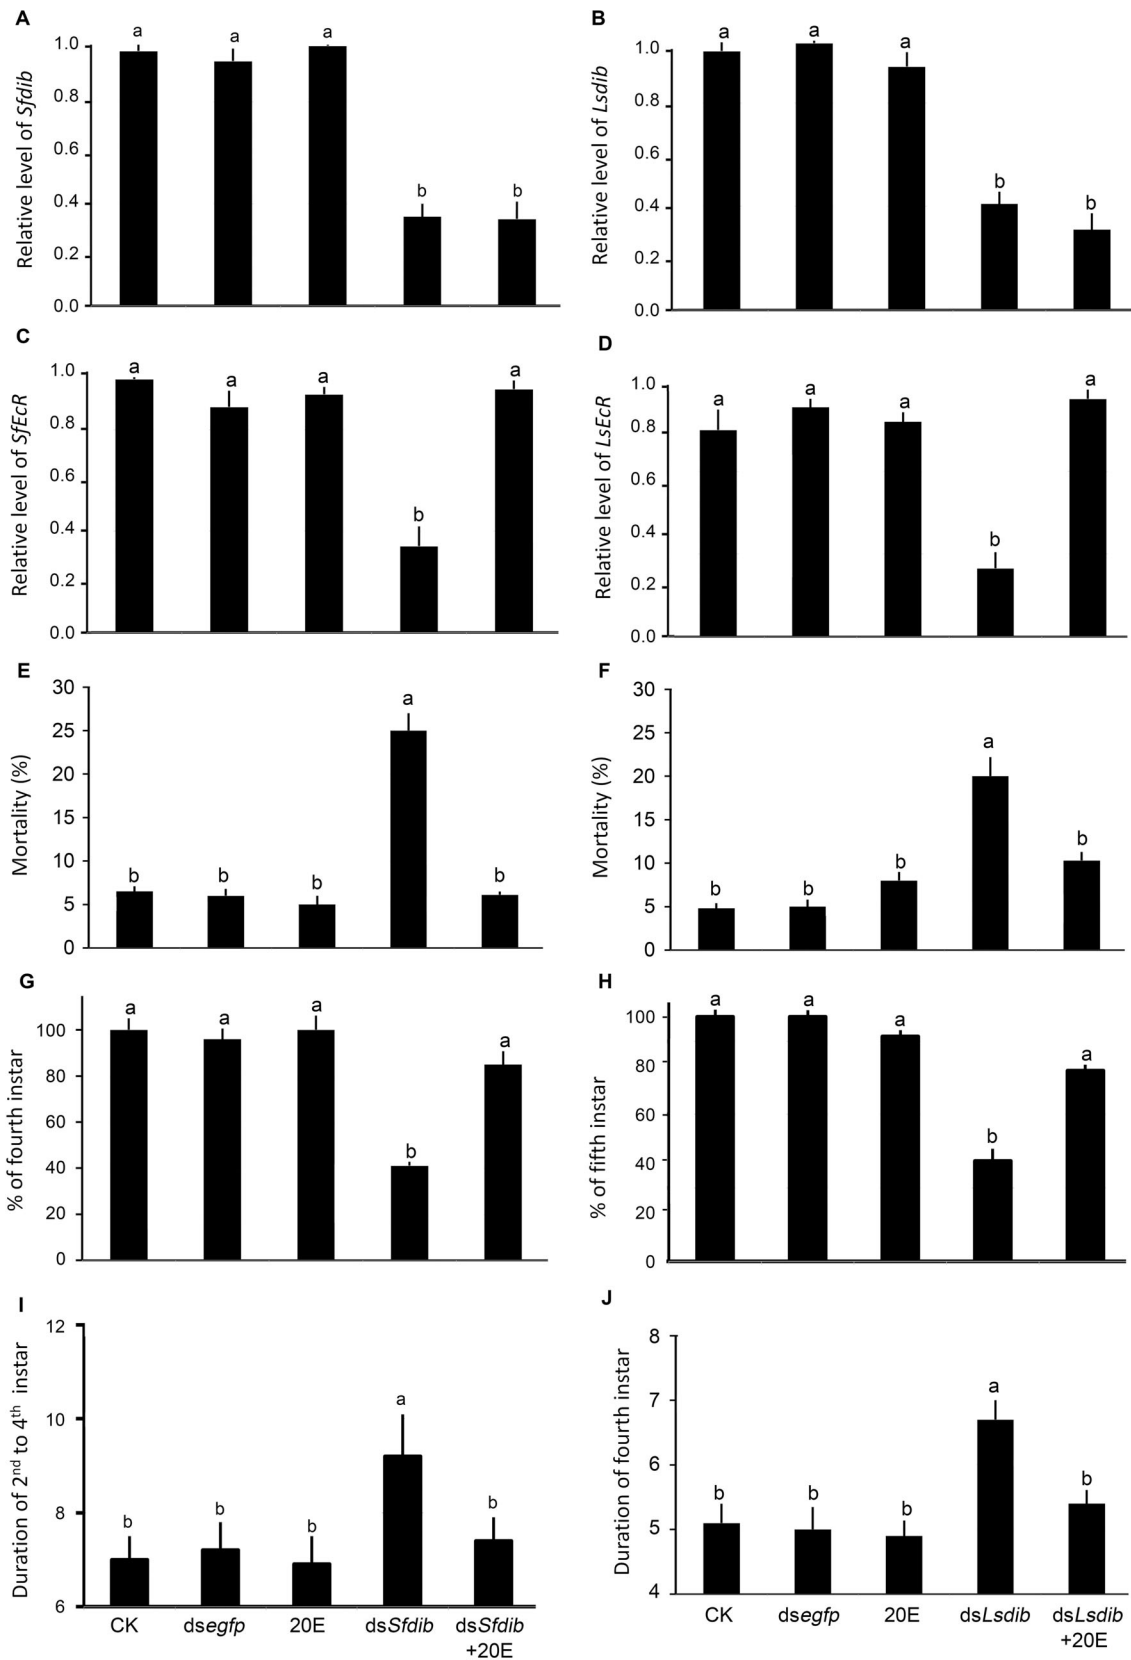 A
Relative level of Sfdib
1.0
0.8
0.6
0.4
0.2
0.0
a
a
a
b
b
B
Relative level of Lsdib
1.0
0.8
0.6
0.4
0.2
0.0
a
a
a
b
b
C
Relative level of SfEcR
1.0
0.8
0.6
0.4
0.2
0.0
a
a
a
b
a
D
Relative level of LsEcR
1.0
0.8
0.6
0.4
0.2
0.0
a
a
a
b
a
E
Mortality (%)
30
25
20
15
10
5
0
b
b
b
a
b
F
Mortality (%)
30
25
20
15
10
5
0
b
b
b
a
b
G
% of fourth instar
100
80
60
40
20
0
a
a
a
b
a
H
% of fifth instar
100
80
60
40
20
0
a
a
a
b
a
I
Duration of 2nd to 4th instar
12
10
8
6
b
b
b
a
b
CK dsegfp 20E dsSfdib dsSfdib
+20E
J
Duration of fourth instar
8
7
6
5
4
b
b
b
a
b
CK dsegfp 20E dsLsdib dsLsdib
+20E